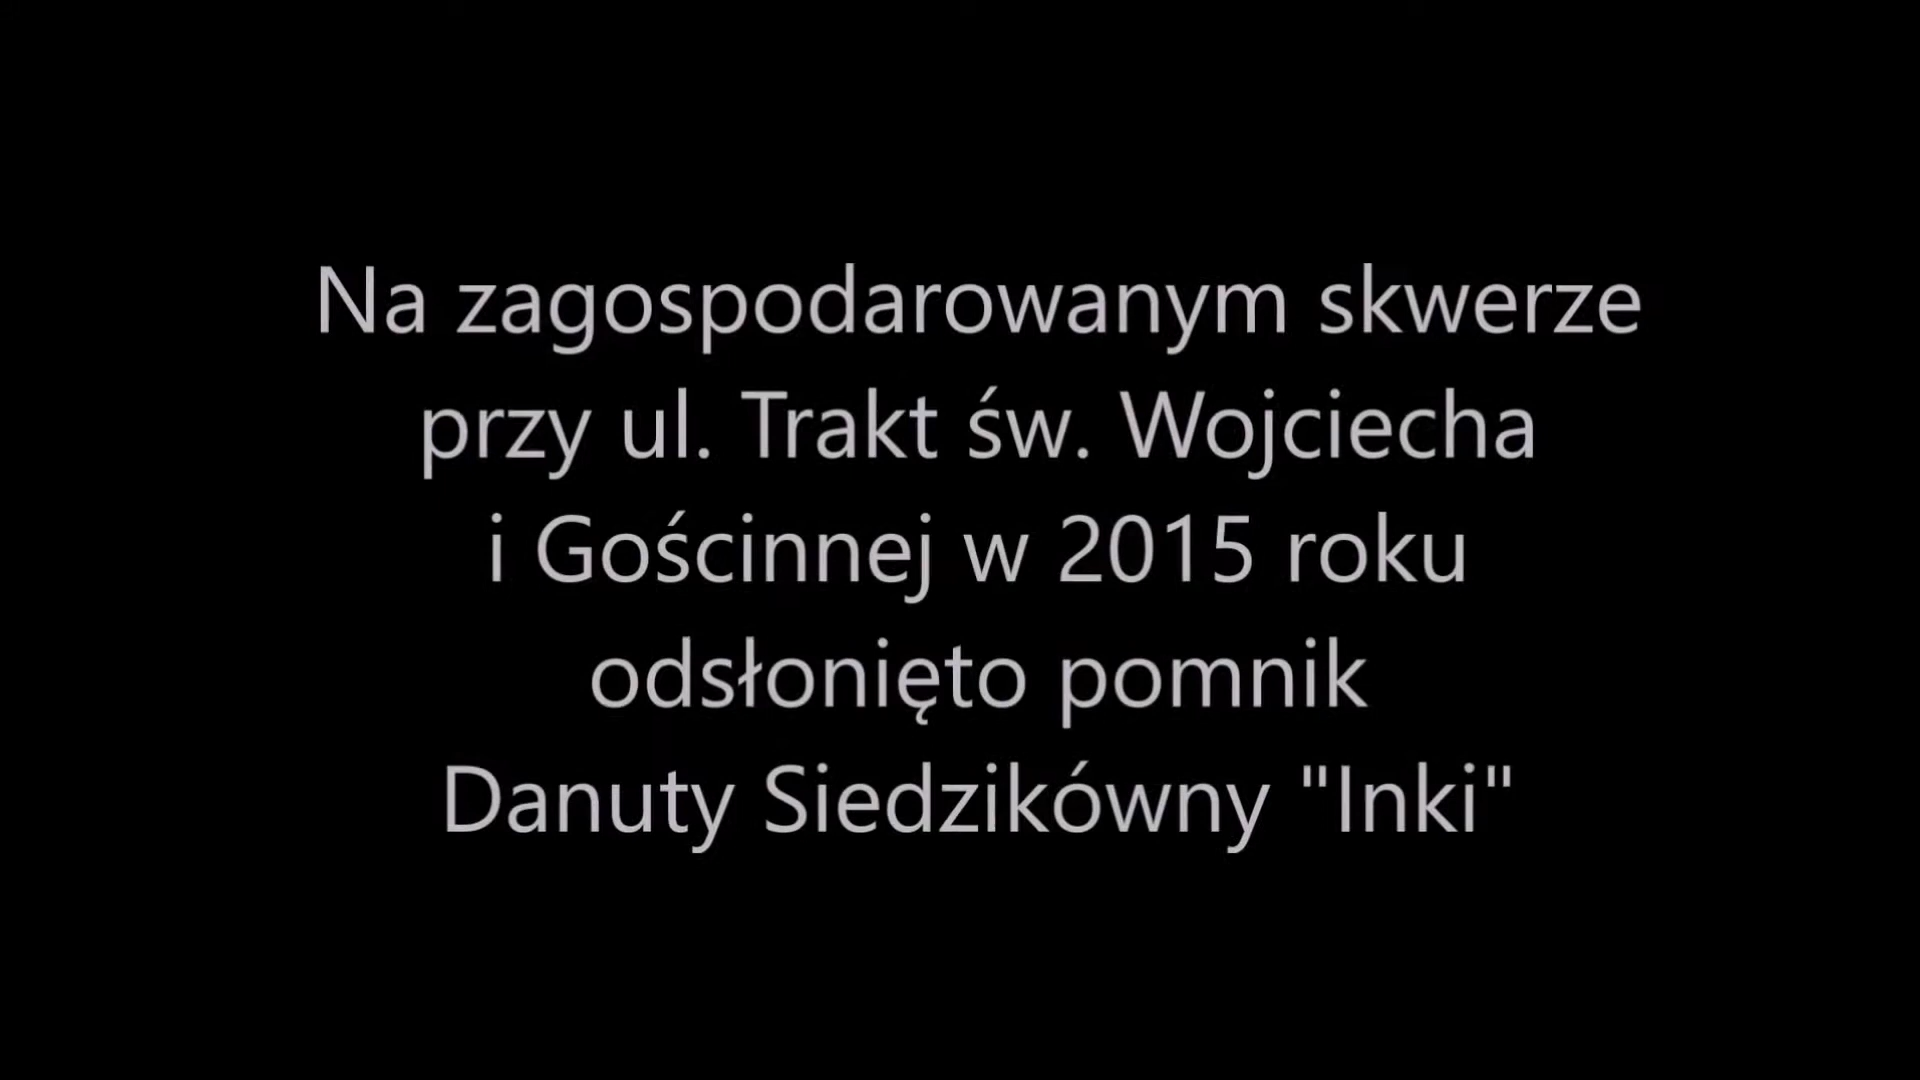 Na zagospodarowanym skwerze
przy ul. Trakt św. Wojciecha
i Gościnnej w 2015 roku
odsłonięto pomnik
Danuty Siedzikówny "Inki"